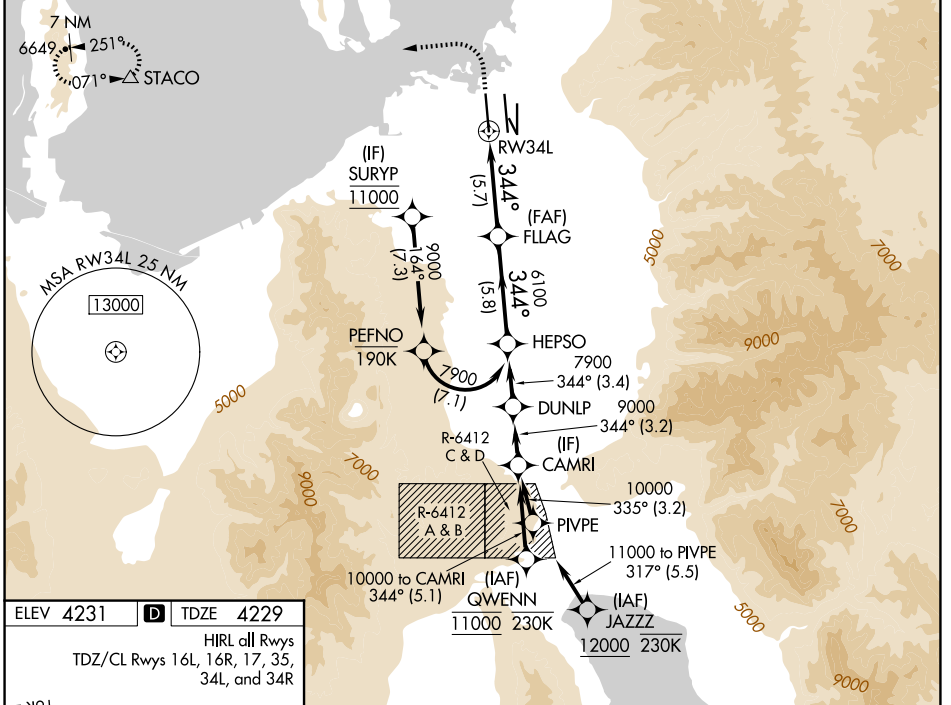 7 NM
6649
251°
071°
STACO
RW34L
(IF)
SURYP
11000
344°
(5.7)
(FAF)
FLLAG
9000
164°
(7.3)
6100
344°
(5.8)
5000
7000
MSA RW34L 25 NM
13000
PEFNO
190K
HEPSO
9000
7900
(7.1)
7900
344° (3.4)
5000
DUNLP
9000
344° (3.2)
R-6412
C & D
(IF)
CAMRI
7000
9000
R-6412
A & B
10000
335° (3.2)
PIVPE
7000
10000 to CAMRI
344° (5.1)
11000 to PIVPE
317° (5.5)
(IAF)
QWENN
11000 230K
(IAF)
JAZZZ
12000 230K
5000
9000
ELEV 4231 D TDZE 4229
HIRL all Rwys
TDZ/CL Rwys 16L, 16R, 17, 35,
34L, and 34R